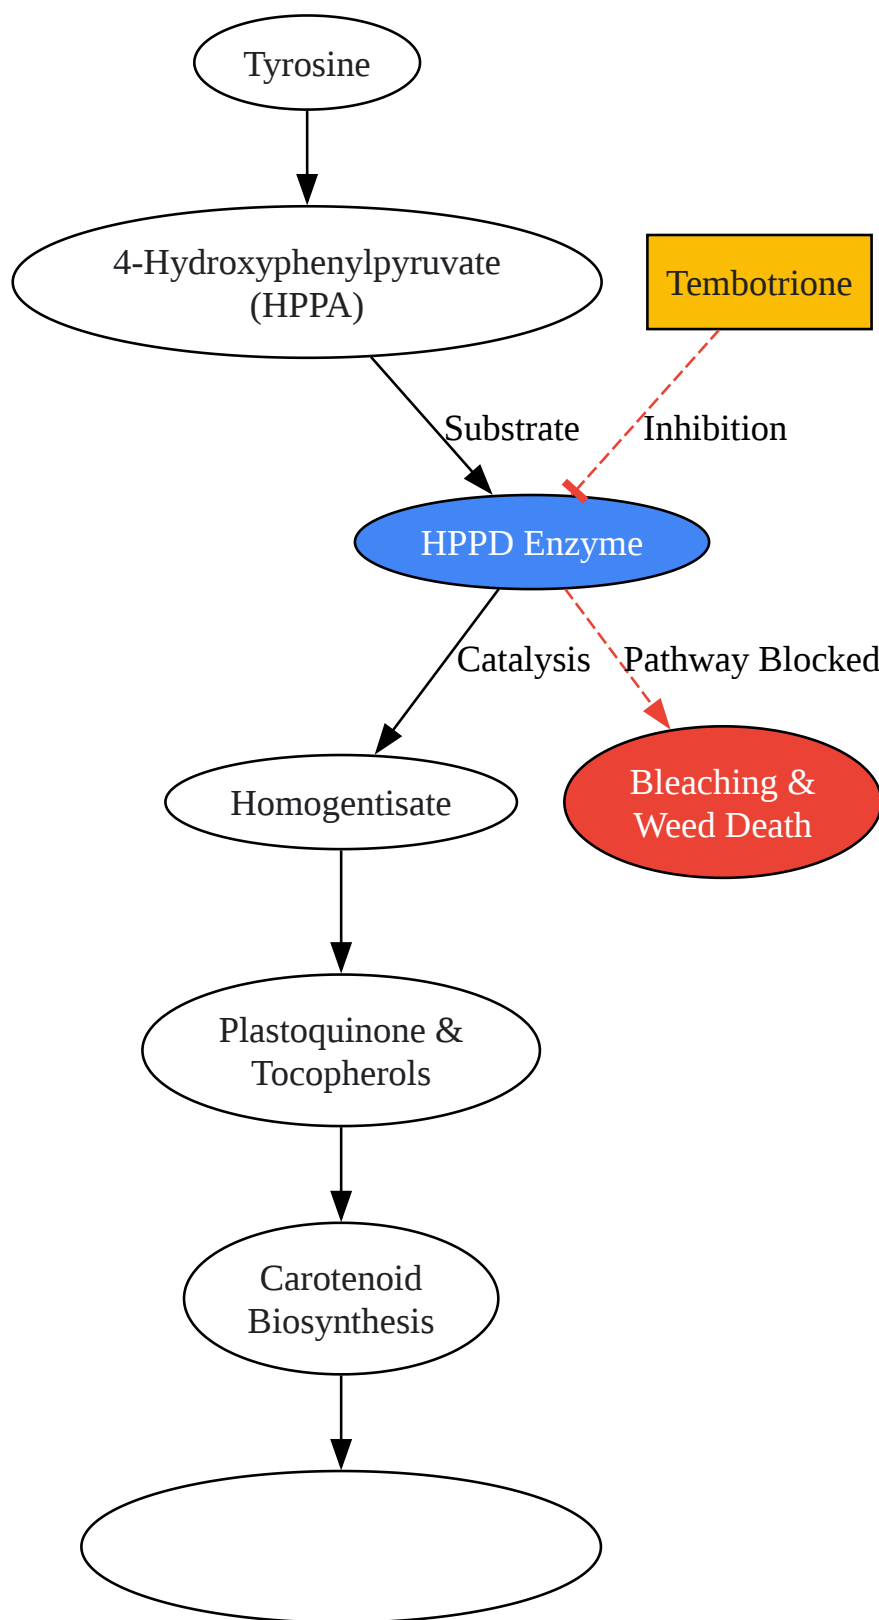 Tyrosine
4-Hydroxyphenylpyruvate
(HPPA)
Tembotrione
Substrate
Inhibition
HPPD Enzyme
Catalysis
Pathway Blocked
Homogentisate
Bleaching &
Weed Death
Plastoquinone &
Tocopherols
Carotenoid
Biosynthesis